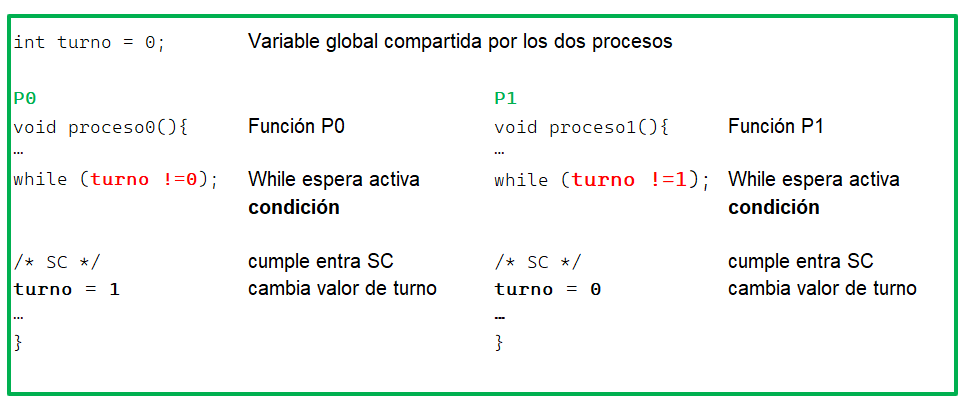 int turno = 0; Variable global compartida por los dos procesos
P0 P1
void proceso0(){ Función P0 void proceso1(){ Función P1
… …
while (turno !=0); While espera activa while (turno !=1); While espera activa
condición condición
/* SC */ cumple entra SC /* SC */ cumple entra SC
turno = 1 cambia valor de turno turno = 0 cambia valor de turno
… …
} }